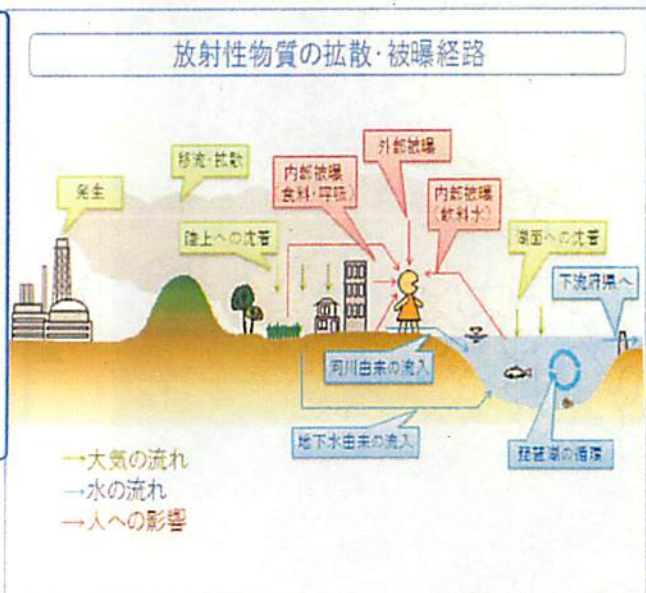 放射性物質の拡散・被曝経路
外部被曝
移流・拡散
内部被曝
(食料・呼吸)
内部被曝
(飲料水)
発生
陸上への沈着
湖面への沈着
下流府県へ
河川由来の流入
地下水由来の流入
琵琶湖の循環
→大気の流れ
→水の流れ
→人への影響